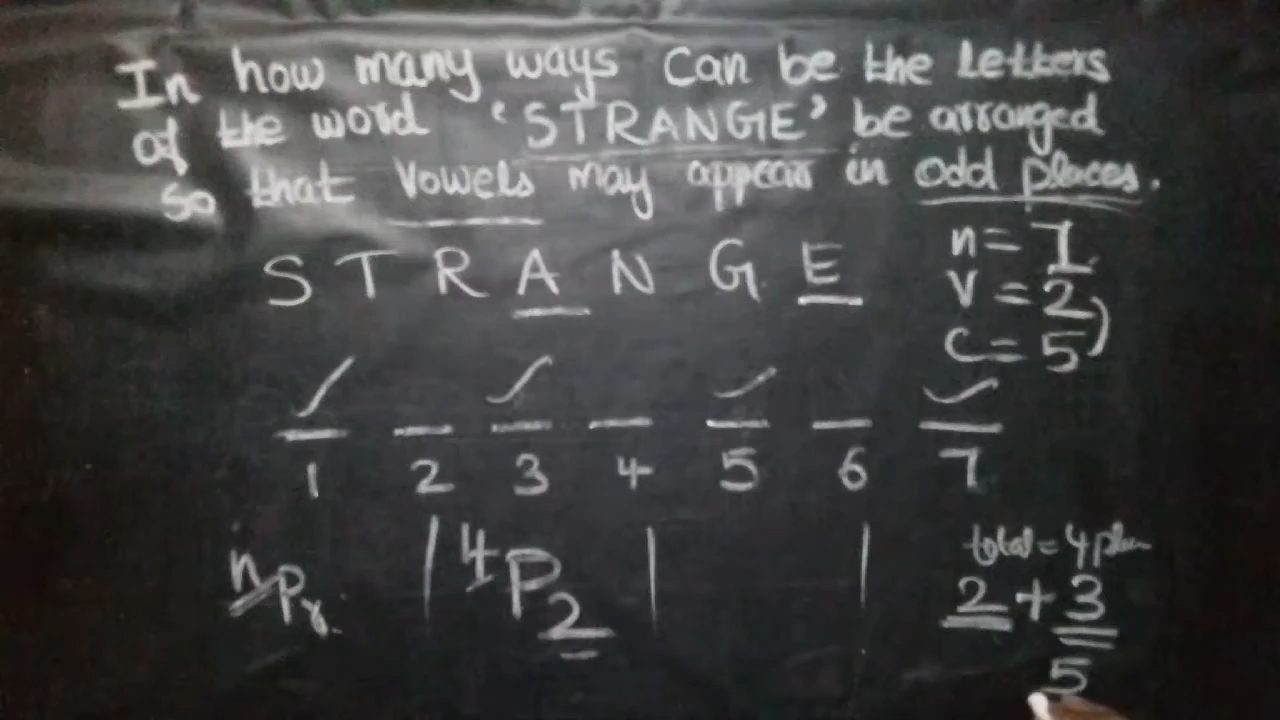 In how many ways can be the letters
of the word 'STRANGE' be arranged
so that vowels may appear in odd places.
S T R A N G E
n = 7
V = 2
C = 5)
1 2 3 4 5 6 7
nPr | 4P2 | |
total = 4
2 + 3
5